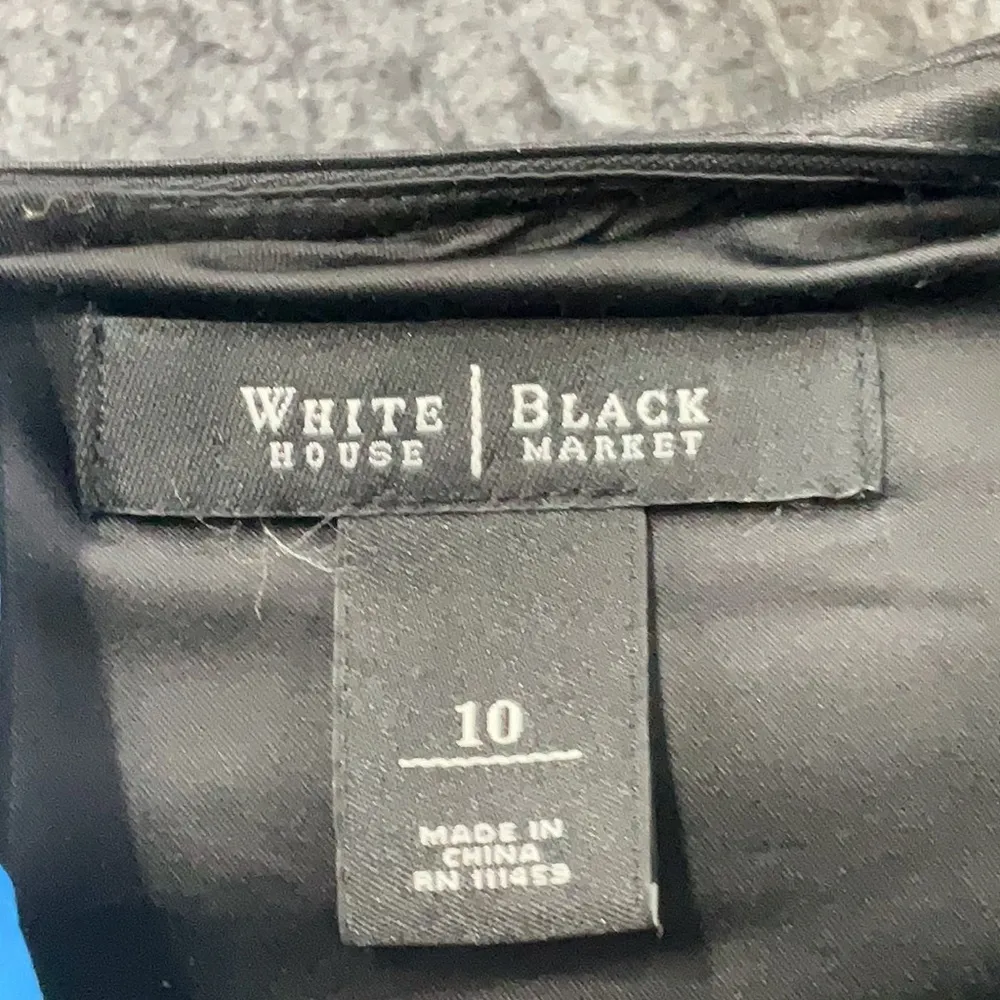 WHITE | BLACK
HOUSE | MARKET
10
MADE IN
CHINA
RN 111459